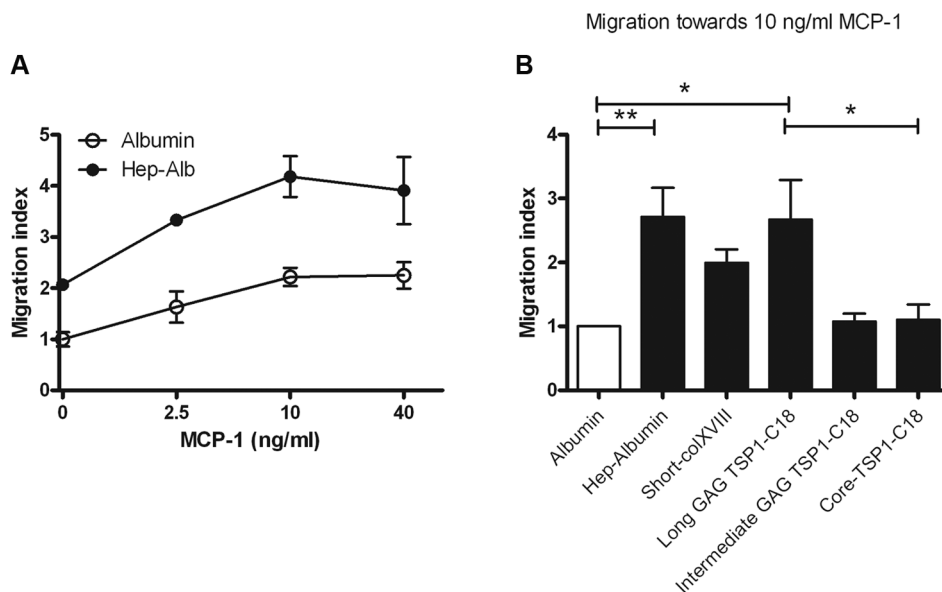 Migration towards 10 ng/ml MCP-1
A
Albumin
Hep-Alb
5
4
3
2
1
0
Migration index
0 2.5 10 40
MCP-1 (ng/ml)
B
*
** *
4
3
2
1
0
Migration index
Albumin
Hep-Albumin
Short-colXVIII
Long GAG TSP1-C18
Intermediate GAG TSP1-C18
Core-TSP1-C18